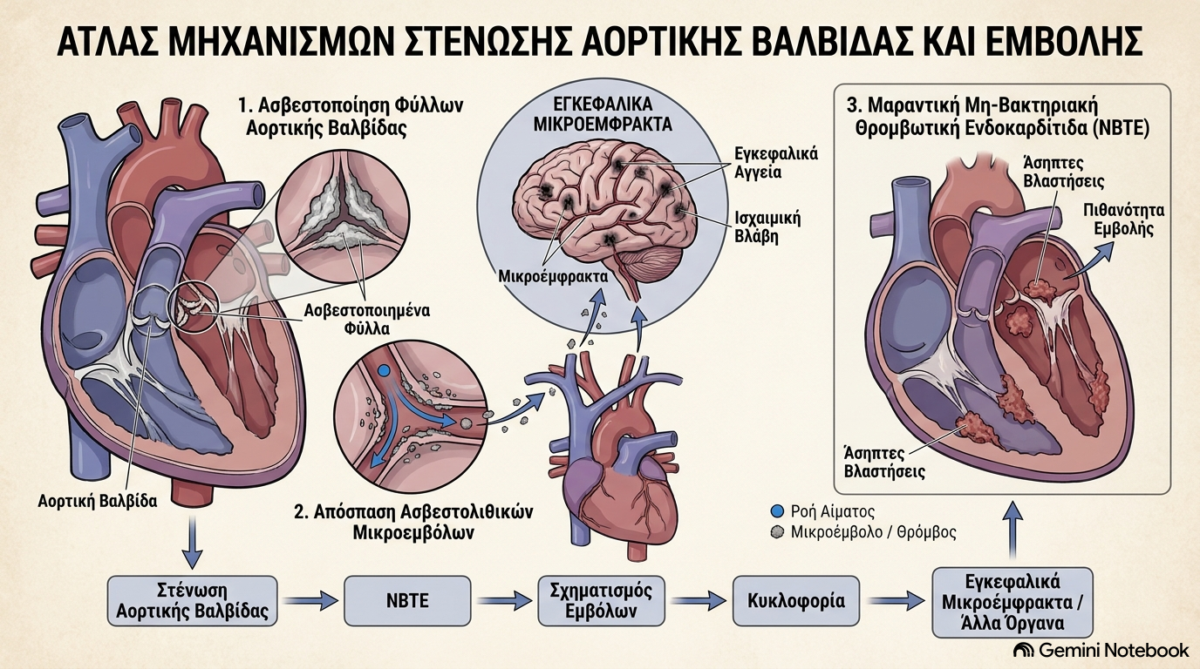 ΑΤΛΑΣ ΜΗΧΑΝΙΣΜΩΝ ΣΤΕΝΩΣΗΣ ΑΟΡΤΙΚΗΣ ΒΑΛΒΙΔΑΣ ΚΑΙ ΕΜΒΟΛΗΣ
1. Ασβεστοποίηση Φύλλων
Αορτικής Βαλβίδας
Ασβεστοποιημένα
Φύλλα
Αορτική Βαλβίδα
2. Απόσπαση Ασβεστολιθικών
Μικροεμβόλων
ΕΓΚΕΦΑΛΙΚΑ
ΜΙΚΡΟΕΜΦΡΑΚΤΑ
Εγκεφαλικά
Αγγεία
Ισχαιμική
Βλάβη
Μικροέμφρακτα
3. Μαραντική Μη-Βακτηριακή
Θρομβωτική Ενδοκαρδίτιδα (NBTE)
Άσηπτες
Βλαστήσεις
Πιθανότητα
Εμβολής
Άσηπτες
Βλαστήσεις
Ροή Αίματος
Μικροέμβολο / Θρόμβος
Στένωση
Αορτικής Βαλβίδας
NBTE
Σχηματισμός
Εμβόλων
Κυκλοφορία
Εγκεφαλικά
Μικροέμφρακτα /
Άλλα Όργανα
Gemini Notebook